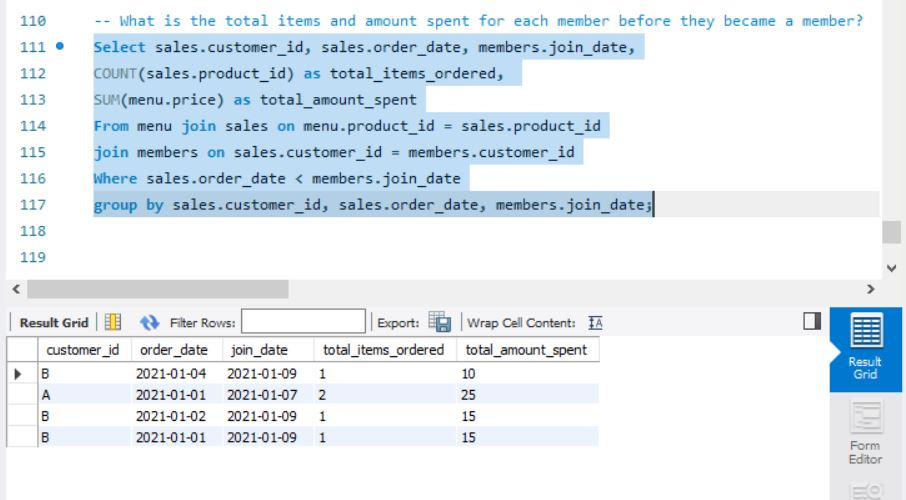 110 -- What is the total items and amount spent for each member before they became a member?
111 Select sales.customer_id, sales.order_date, members.join_date,
112 COUNT(sales.product_id) as total_items_ordered,
113 SUM(menu.price) as total_amount_spent
114 From menu join sales on menu.product_id = sales.product_id
115 join members on sales.customer_id = members.customer_id
116 Where sales.order_date < members.join_date
117 group by sales.customer_id, sales.order_date, members.join_date;
118
119
Result Grid Filter Rows: Export: Wrap Cell Content:
customer_id order_date join_date total_items_ordered total_amount_spent
B 2021-01-04 2021-01-09 1 10
A 2021-01-01 2021-01-07 2 25
B 2021-01-02 2021-01-09 1 15
B 2021-01-01 2021-01-09 1 15
Result
Grid
Form
Editor